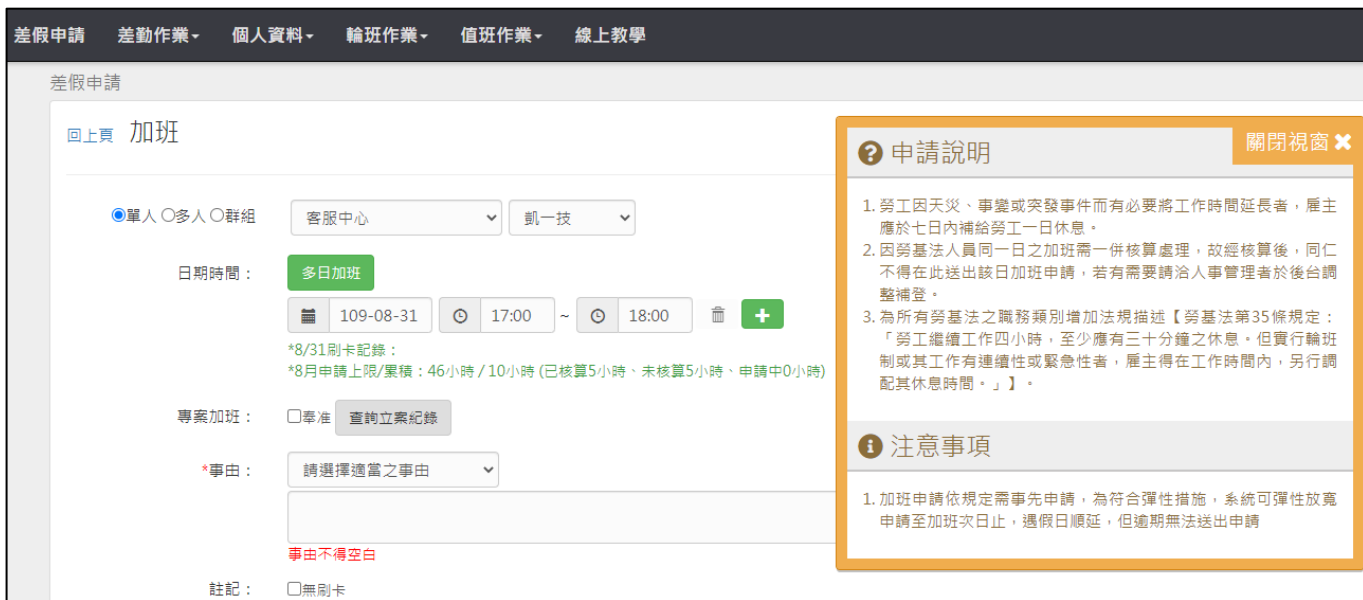 差假申請 差勤作業 個人資料 輪班作業 值班作業 線上教學
差假申請
回上頁 加班
單人 多人 群組 客服中心 凱一技
日期時間：
多日加班
109-08-31 17:00 ~ 18:00
*8/31刷卡記錄：
*8月申請上限/累積：46小時 / 10小時 (已核算5小時、未核算5小時、申請中0小時)
專案加班： 奉准 查詢立案紀錄
*事由： 請選擇適當之事由
事由不得空白
註記： 無刷卡
關閉視窗
申請說明
1. 勞工因天災、事變或突發事件而有必要將工作時間延長者，雇主
應於七日內補給勞工一日休息。
2. 因勞基法人員同一日之加班需一併核算處理，故經核算後，同仁
不得在此送出該日加班申請，若有需要請洽人事管理者於後台調
整補登。
3. 為所有勞基法之職務類別增加法規描述【勞基法第35條規定：
「勞工繼續工作四小時，至少應有三十分鐘之休息。但實行輪班
制或其工作有連續性或緊急性者，雇主得在工作時間內，另行調
配其休息時間。」】。
注意事項
1. 加班申請依規定需事先申請，為符合彈性措施，系統可彈性放寬
申請至加班次日止，遇假日順延，但逾期無法送出申請